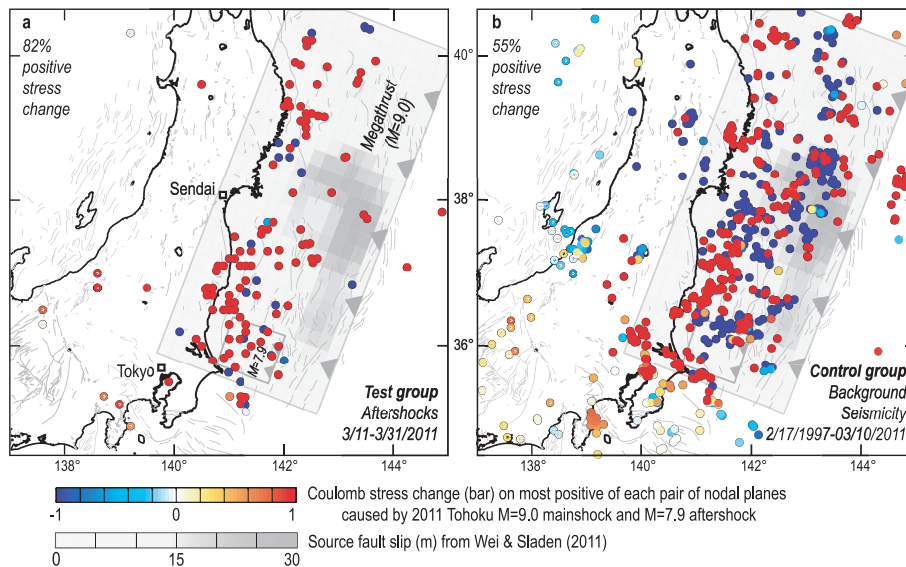 a
82%
positive
stress
change
Megathrust
(M=9.0)
Sendai
Tokyo
M=7.9
Test group
Aftershocks
3/11-3/31/2011
138°
140°
142°
144°
40°
38°
36°
b
55%
positive
stress
change
Control group
Background
Seismicity
2/17/1997-03/10/2011
138°
140°
142°
144°
Coulomb stress change (bar) on most positive of each pair of nodal planes
caused by 2011 Tohoku M=9.0 mainshock and M=7.9 aftershock
-1 0 1
Source fault slip (m) from Wei & Sladen (2011)
0 15 30